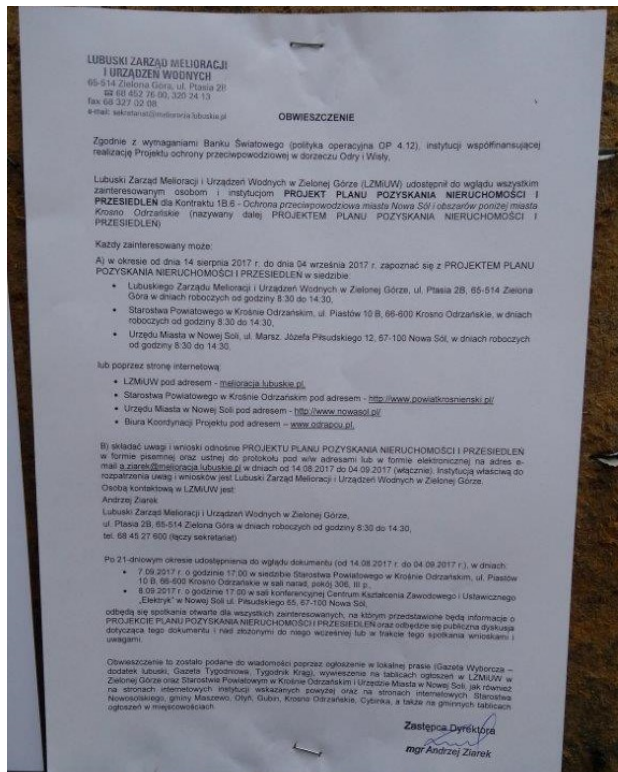 LUBUSKI ZARZĄD MELIORACJI
I URZĄDZEŃ WODNYCH
65-514 Zielona Góra, ul. Ptasia 2B
☎ 68 452 76 00, 320 24 13
fax 68 327 02 08
e-mail: sekretariat@melioracja.lubuskie.pl
OBWIESZCZENIE
Zgodnie z wymaganiami Banku Światowego (polityka operacyjna OP 4.12), instytucji współfinansującej
realizację Projektu ochrony przeciwpowodziowej w dorzeczu Odry i Wisły,
Lubuski Zarząd Melioracji i Urządzeń Wodnych w Zielonej Górze (LZMiUW) udostępnił do wglądu wszystkim
zainteresowanym osobom i instytucjom PROJEKT PLANU POZYSKANIA NIERUCHOMOŚCI I
PRZESIEDLEŃ dla Kontraktu 1B.6 - Ochrona przeciwpowodziowa miasta Nowa Sól i obszarów poniżej miasta
Krosno Odrzańskie (nazywany dalej PROJEKTEM PLANU POZYSKANIA NIERUCHOMOŚCI I
PRZESIEDLEŃ)
Każdy zainteresowany może:
A) w okresie od dnia 14 sierpnia 2017 r. do dnia 04 września 2017 r. zapoznać się z PROJEKTEM PLANU
POZYSKANIA NIERUCHOMOŚCI I PRZESIEDLEŃ w siedzibie:
• Lubuskiego Zarządu Melioracji i Urządzeń Wodnych w Zielonej Górze, ul. Ptasia 2B, 65-514 Zielona
Góra w dniach roboczych od godziny 8:30 do 14:30,
• Starostwa Powiatowego w Krośnie Odrzańskim, ul. Piastów 10 B, 66-600 Krosno Odrzańskie, w dniach
roboczych od godziny 8:30 do 14:30,
• Urzędu Miasta w Nowej Soli, ul. Marsz. Józefa Piłsudskiego 12, 67-100 Nowa Sól, w dniach roboczych
od godziny 8:30 do 14:30,
lub poprzez stronę internetową:
• LZMiUW pod adresem - melioracja.lubuskie.pl,
• Starostwa Powiatowego w Krośnie Odrzańskim pod adresem - http://www.powiatkrosnienski.pl/
• Urzędu Miasta w Nowej Soli pod adresem - http://www.nowasol.pl/
• Biura Koordynacji Projektu pod adresem – www.odrapcu.pl,
B) składać uwagi i wnioski odnośnie PROJEKTU PLANU POZYSKANIA NIERUCHOMOŚCI I PRZESIEDLEŃ
w formie pisemnej oraz ustnej do protokołu pod w/w adresami lub w formie elektronicznej na adres e-
mail a.ziarek@melioracja.lubuskie.pl w dniach od 14.08.2017 do 04.09.2017 (włącznie). Instytucją właściwą do
rozpatrzenia uwag i wniosków jest Lubuski Zarząd Melioracji i Urządzeń Wodnych w Zielonej Górze.
Osobą kontaktową w LZMiUW jest:
Andrzej Ziarek
Lubuski Zarząd Melioracji i Urządzeń Wodnych w Zielonej Górze,
ul. Ptasia 2B, 65-514 Zielona Góra w dniach roboczych od godziny 8:30 do 14:30,
tel. 68 45 27 600 (łączy sekretariat)
Po 21-dniowym okresie udostępnienia do wglądu dokumentu (od 14.08.2017 r. do 04.09.2017 r.), w dniach:
• 7.09.2017 r. o godzinie 17:00 w siedzibie Starostwa Powiatowego w Krośnie Odrzańskim, ul. Piastów
10 B, 66-600 Krosno Odrzańskie w sali narad, pokój 306, III p.,
• 8.09.2017 r. o godzinie 17:00 w sali konferencyjnej Centrum Kształcenia Zawodowego i Ustawicznego
„Elektryk" w Nowej Soli ul. Piłsudskiego 65, 67-100 Nowa Sól,
odbędą się spotkania otwarte dla wszystkich zainteresowanych, na którym przedstawione będą informacje o
PROJEKCIE PLANU POZYSKANIA NIERUCHOMOŚCI I PRZESIEDLEŃ oraz odbędzie się publiczna dyskusja
dotycząca tego dokumentu i nad złożonymi do niego wcześniej lub w trakcie tego spotkania wnioskami i
uwagami.
Obwieszczenie to zostało podane do wiadomości poprzez ogłoszenie w lokalnej prasie (Gazeta Wyborcza –
dodatek lubuski, Gazeta Tygodniowa, Tygodnik Krąg), wywieszenie na tablicach ogłoszeń w LZMiUW w
Zielonej Górze oraz Starostwie Powiatowym w Krośnie Odrzańskim i Urzędzie Miasta w Nowej Soli, jak również
na stronach internetowych instytucji wskazanych powyżej oraz na stronach internetowych Starostwa
Nowosolskiego, gminy Maszewo, Otyń, Gubin, Krosno Odrzańskie, Cybinka, a także na gminnych tablicach
ogłoszeń w miejscowościach.
Zastępca Dyrektora
mgr Andrzej Ziarek